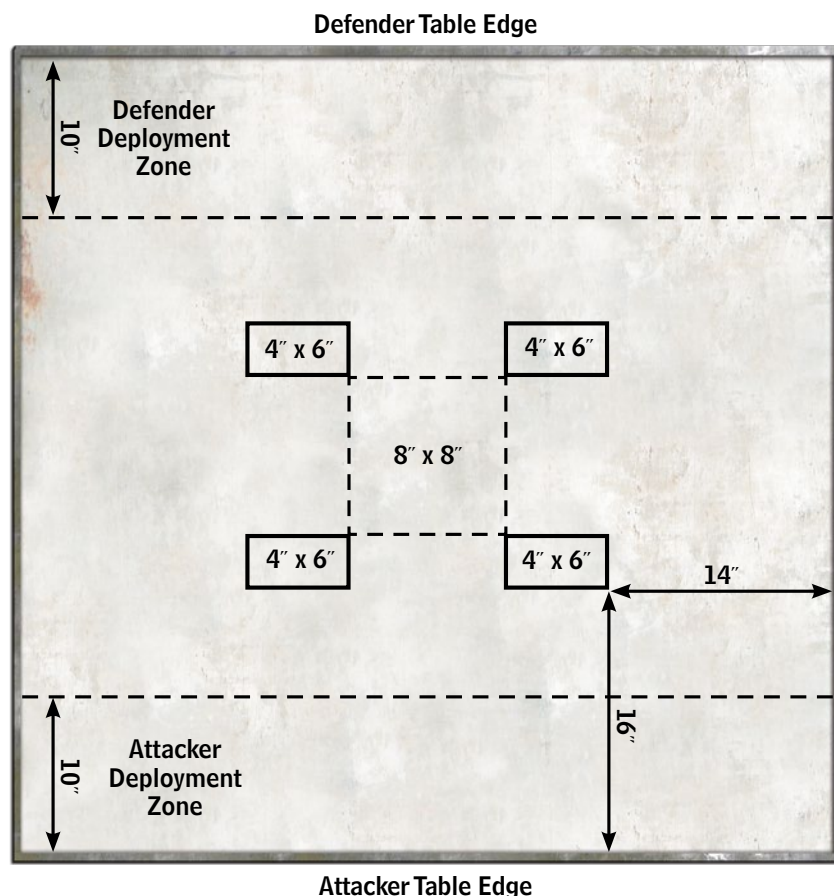 Defender Table Edge
10″
Defender
Deployment
Zone
4″ x 6″
4″ x 6″
8″ x 8″
4″ x 6″
4″ x 6″
14″
16″
10″
Attacker
Deployment
Zone
Attacker Table Edge